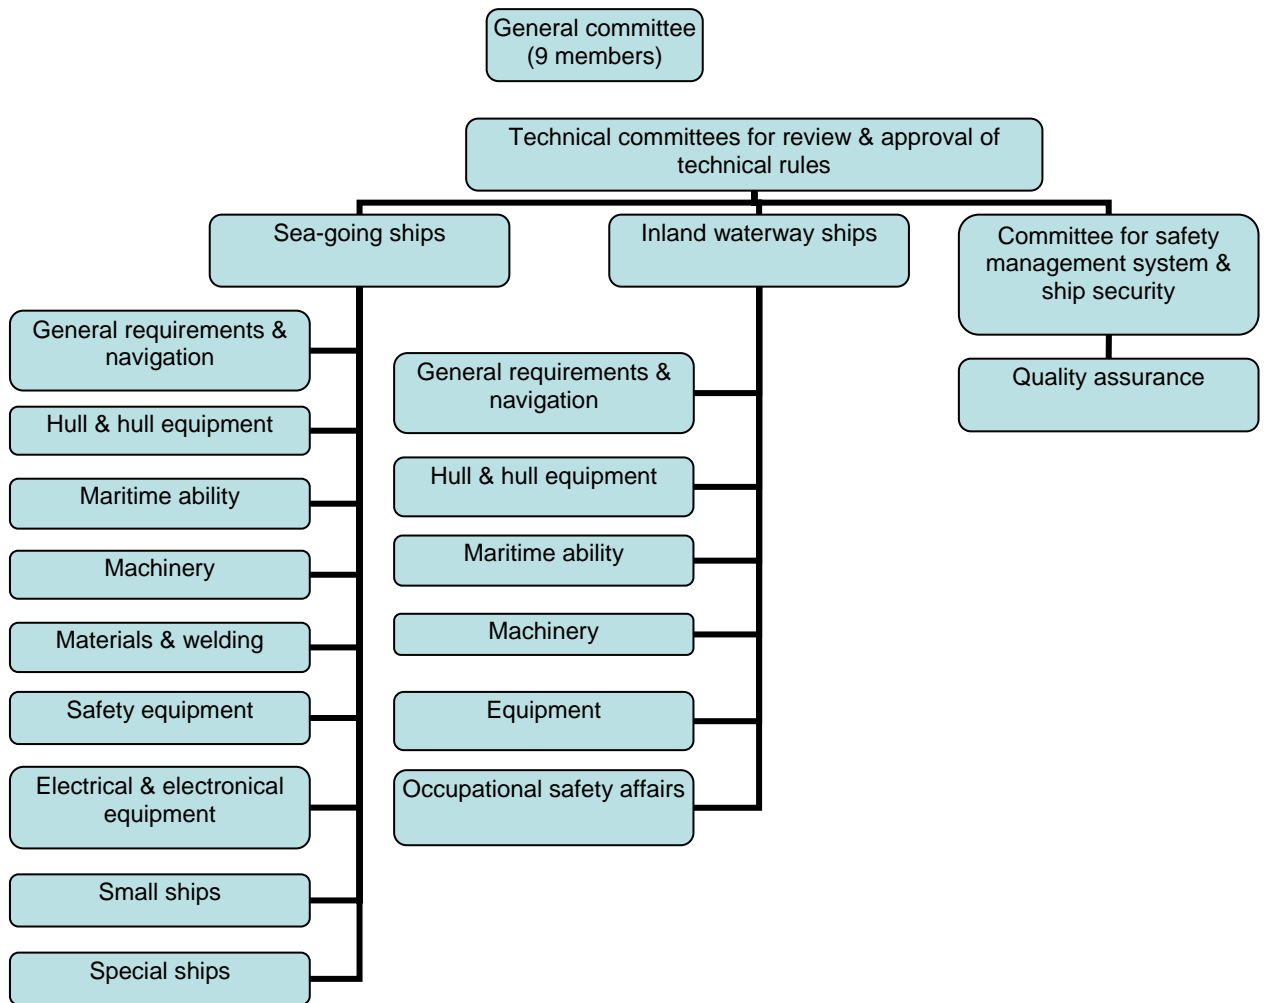 General committee
(9 members)
Technical committees for review & approval of
technical rules
Sea-going ships
Inland waterway ships
Committee for safety
management system &
ship security
General requirements &
navigation
Hull & hull equipment
Maritime ability
Machinery
Materials & welding
Safety equipment
Electrical & electronical
equipment
Small ships
Special ships
General requirements &
navigation
Hull & hull equipment
Maritime ability
Machinery
Equipment
Occupational safety affairs
Quality assurance